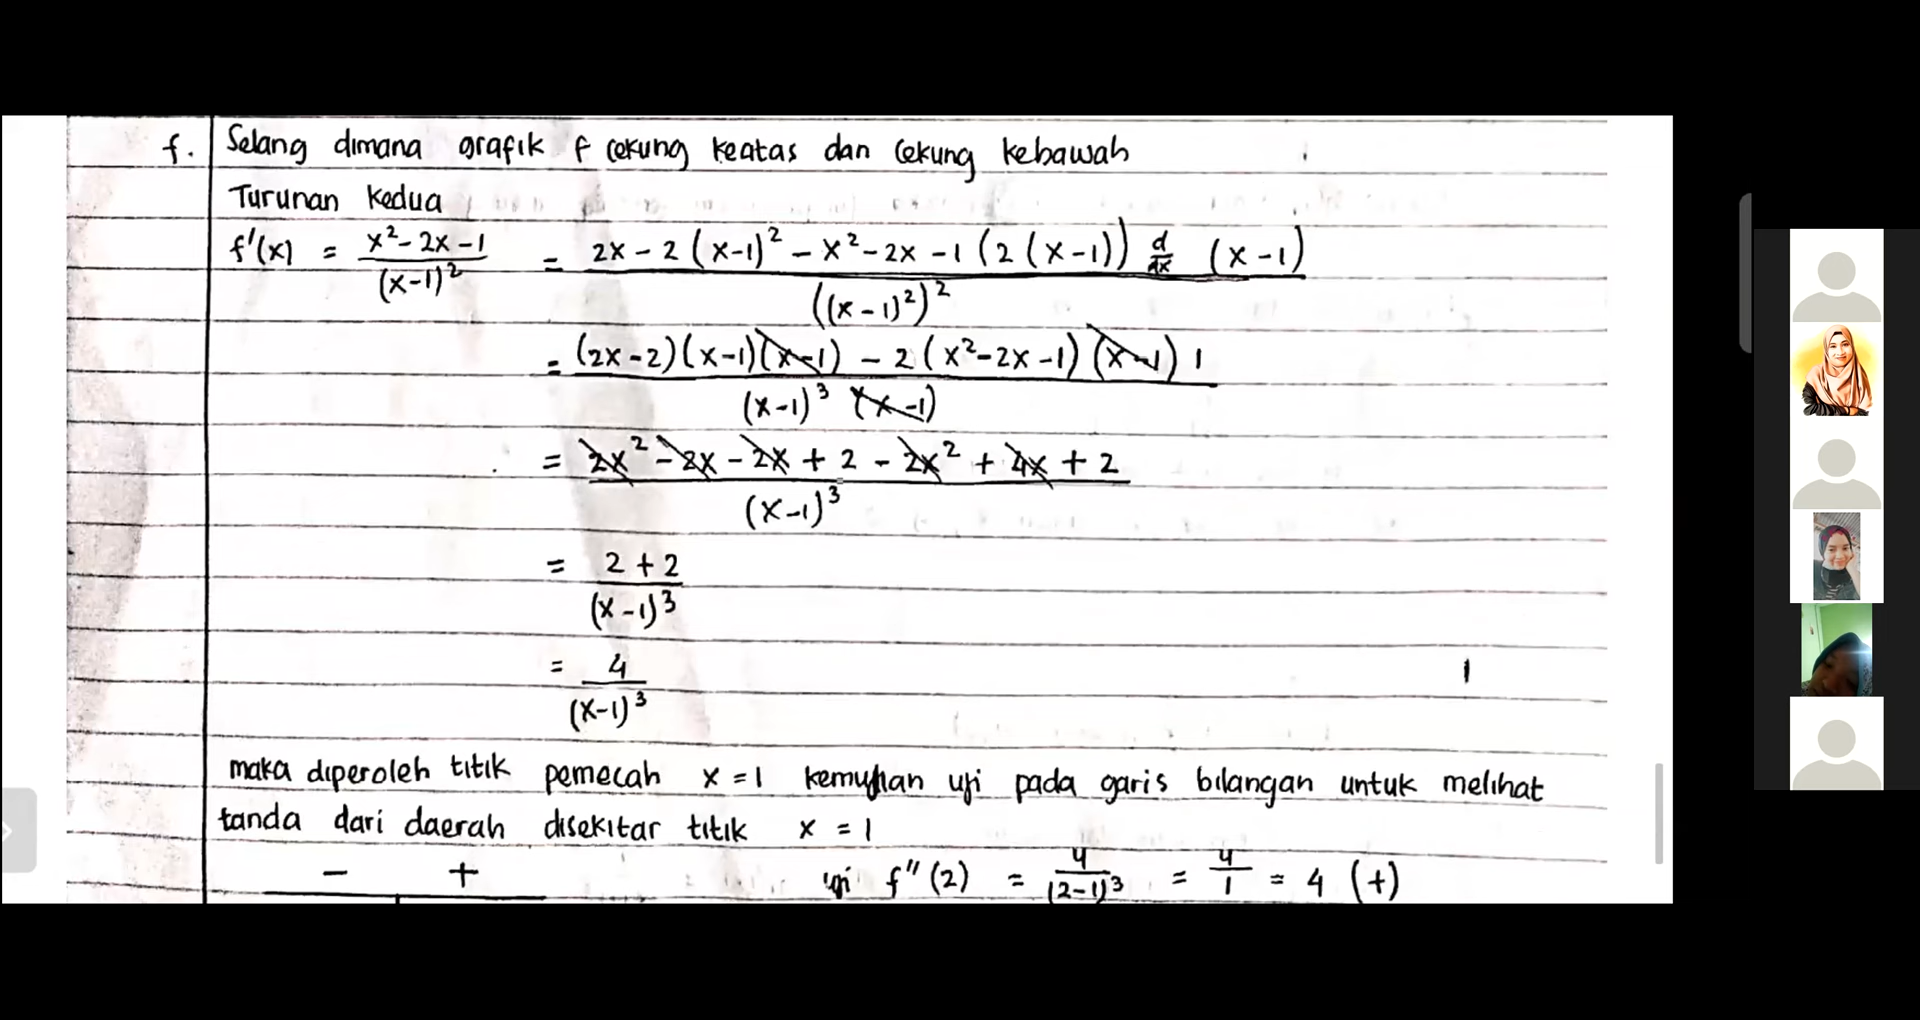 f. Selang dimana grafik f cekung keatas dan cekung kebawah
Turunan Kedua
f'(x) = x²-2x-1 / (x-1)² = 2x-2 (x-1)² - x²-2x-1 (2(x-1)) d/dx (x-1) / ((x-1)²)²
= (2x-2)(x-1)(x-1) - 2(x²-2x-1)(x-1) 1 / (x-1)³ (x-1)
= 2x² - 2x - 2x + 2 - 2x² + 4x + 2 / (x-1)³
= 2+2 / (x-1)³
= 4 / (x-1)³
maka diperoleh titik pemecah x = 1 kemudian uji pada garis bilangan untuk melihat
tanda dari daerah disekitar titik x = 1
- + uji f"(2) = 4 / (2-1)³ = 4/1 = 4 (+)